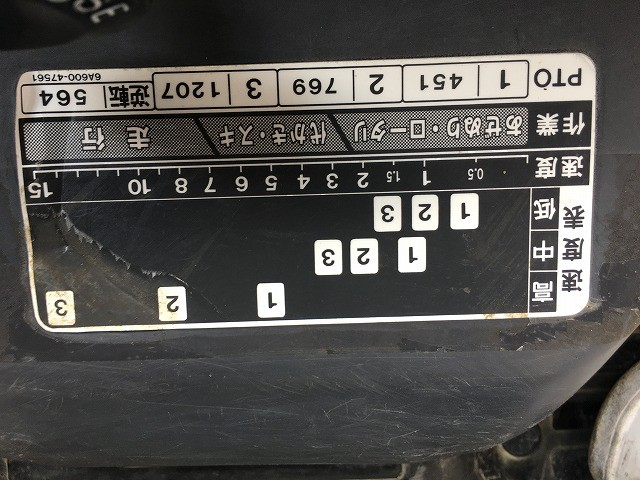 速度表
高 1 2 3
中 1 2 3
低 1 2 3
速度 0.5 1 1.5 2 3 4 5 6 7 8 10 15
作業 あぜぬり・ロータリ 代かき・スキ 走行
PTO 1 451 2 769 3 1207 逆転 564
6A600-47561